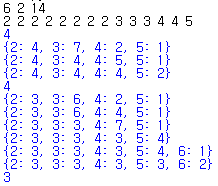 6 2 14
2 2 2 2 2 2 2 2 3 3 3 4 4 5
4
{2: 4, 3: 7, 4: 2, 5: 1}
{2: 4, 3: 4, 4: 5, 5: 1}
{2: 4, 3: 4, 4: 4, 5: 2}
4
{2: 3, 3: 6, 4: 2, 5: 1}
{2: 3, 3: 6, 4: 4, 5: 1}
{2: 3, 3: 3, 4: 7, 5: 1}
{2: 3, 3: 3, 4: 3, 5: 4}
{2: 3, 3: 3, 4: 3, 5: 4, 6: 1}
{2: 3, 3: 3, 4: 3, 5: 3, 6: 2}
3